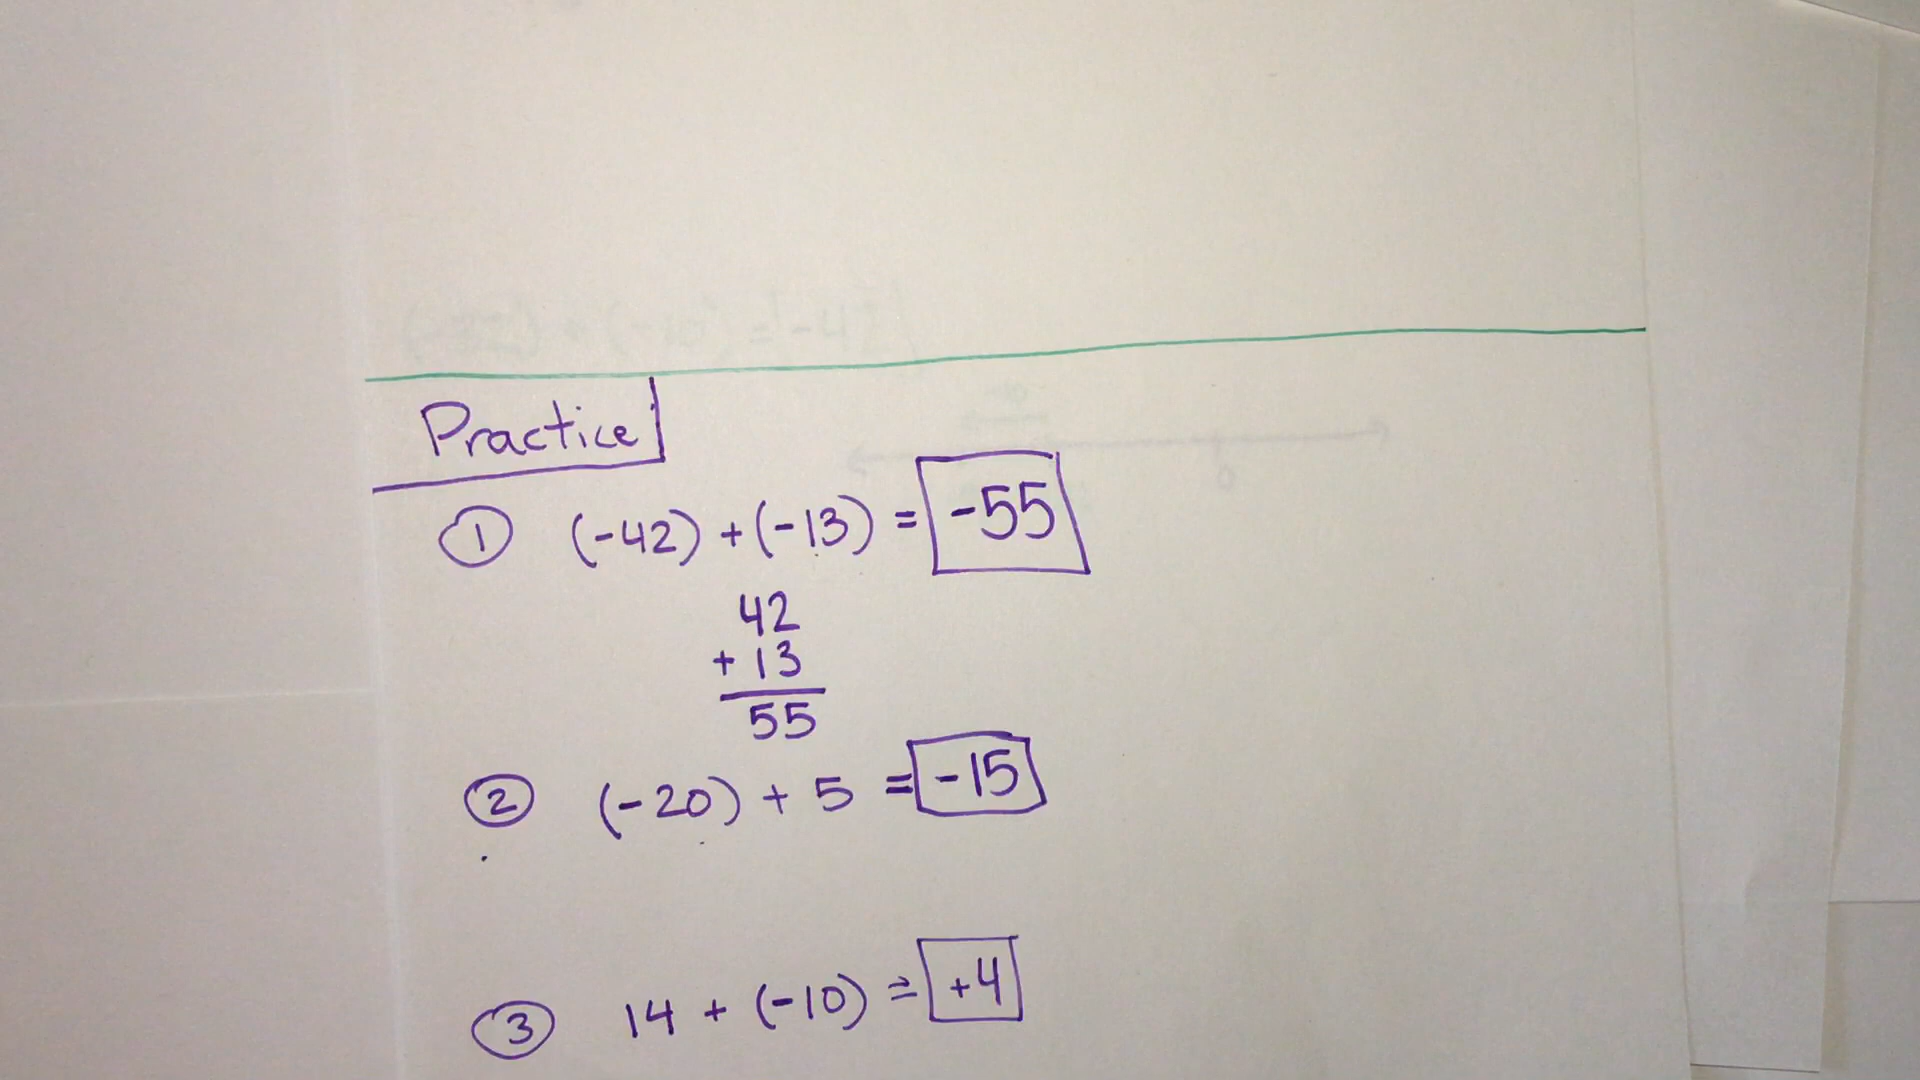 Practice
① (-42) + (-13) = -55
42
+ 13
55
② (-20) + 5 = -15
③ 14 + (-10) = +4